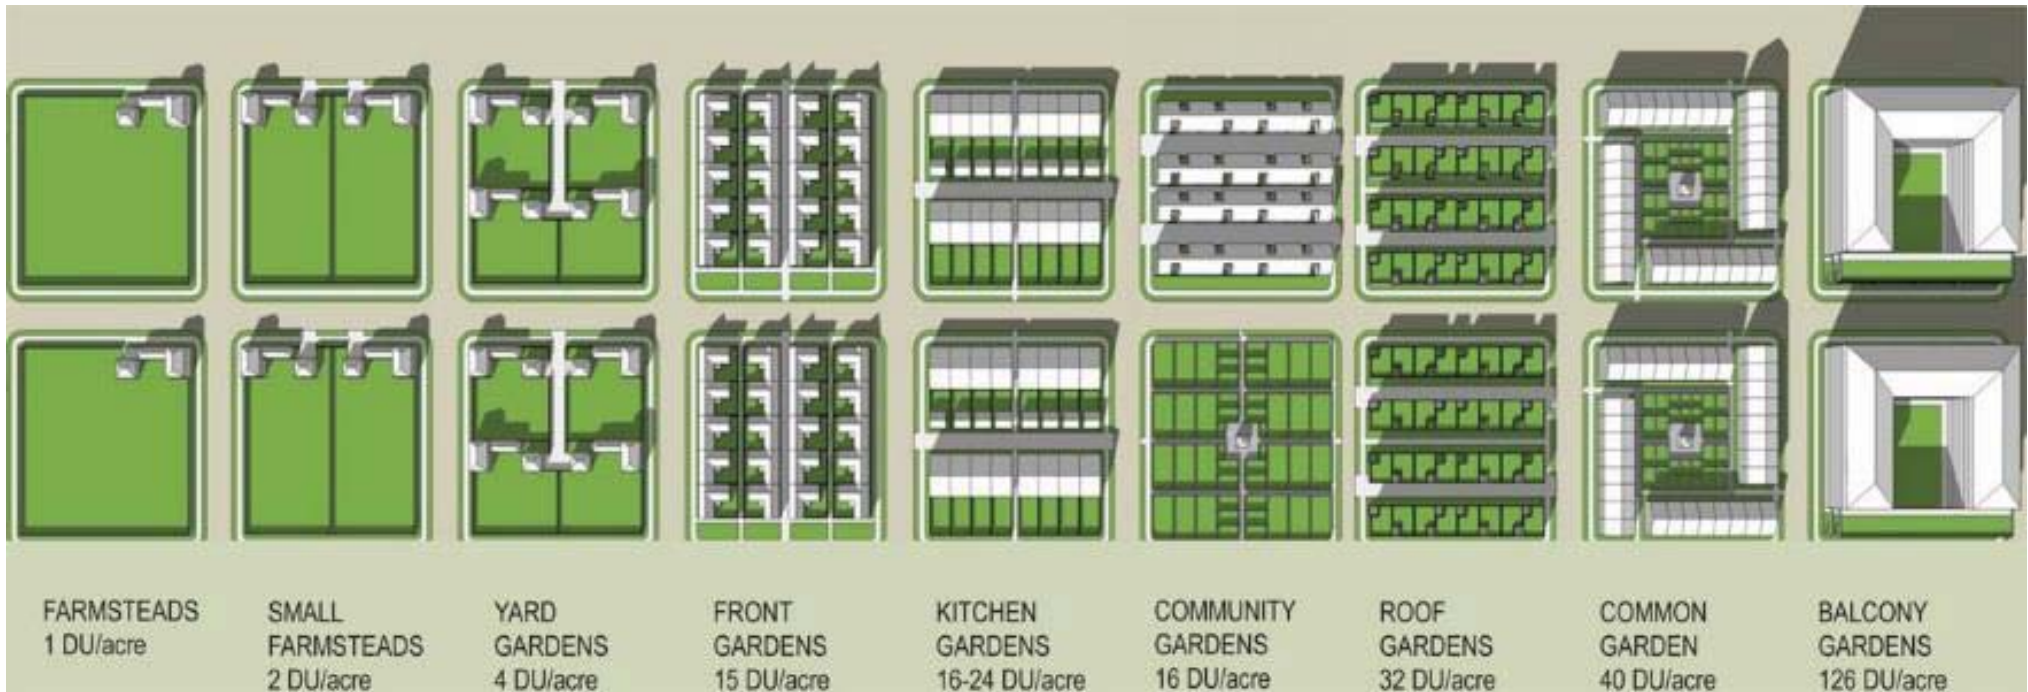 FARMSTEADS
1 DU/acre
SMALL
FARMSTEADS
2 DU/acre
YARD
GARDENS
4 DU/acre
FRONT
GARDENS
15 DU/acre
KITCHEN
GARDENS
16-24 DU/acre
COMMUNITY
GARDENS
16 DU/acre
ROOF
GARDENS
32 DU/acre
COMMON
GARDEN
40 DU/acre
BALCONY
GARDENS
126 DU/acre